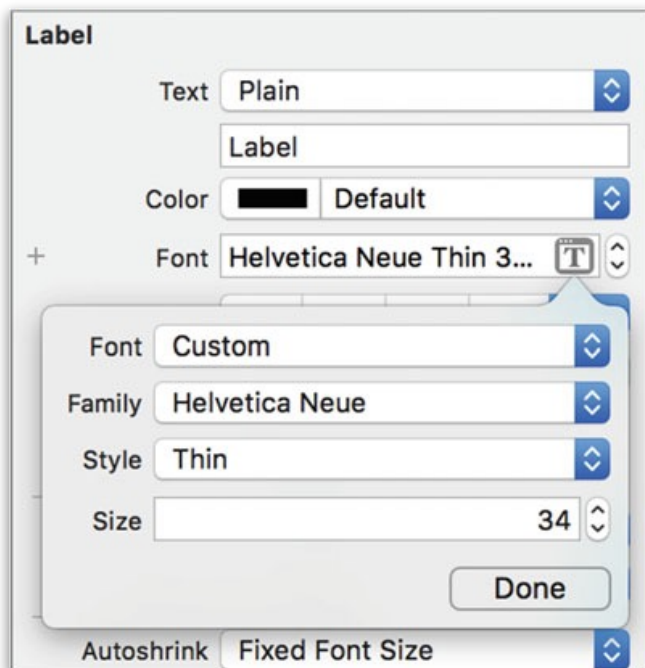 Label
Text Plain
Label
Color Default
Font Helvetica Neue Thin 3... T
Font Custom
Family Helvetica Neue
Style Thin
Size 34
Done
Autoshrink Fixed Font Size